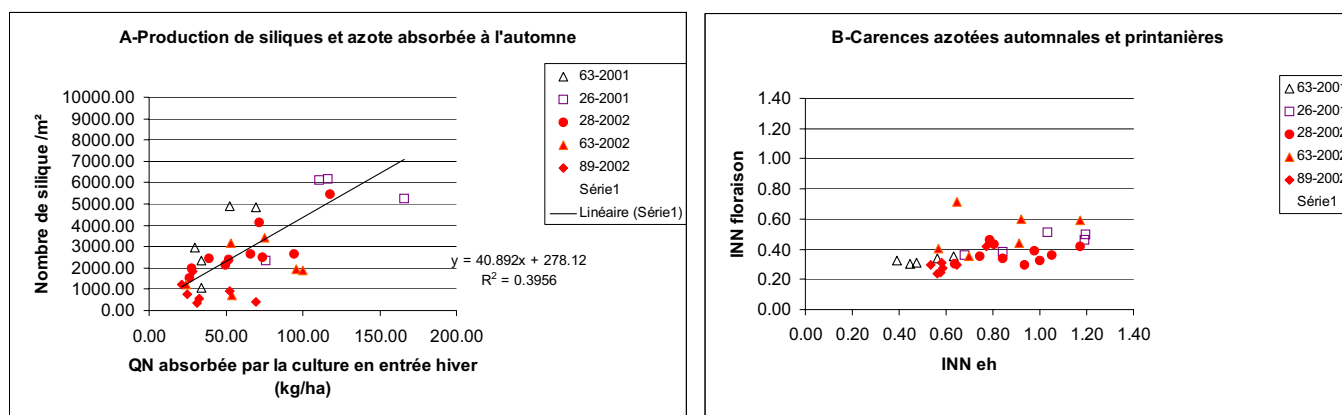 A-Production de siliques et azote absorbée à l'automne
Nombre de silique /m²
10000.00
9000.00
8000.00
7000.00
6000.00
5000.00
4000.00
3000.00
2000.00
1000.00
0.00
0.00 50.00 100.00 150.00 200.00
QN absorbée par la culture en entrée hiver
(kg/ha)
63-2001
26-2001
28-2002
63-2002
89-2002
Série1
Linéaire (Série1)
y = 40.892x + 278.12
R² = 0.3956
B-Carences azotées automnales et printanières
INN floraison
1.40
1.20
1.00
0.80
0.60
0.40
0.20
0.00
0.00 0.20 0.40 0.60 0.80 1.00 1.20 1.40
INN eh
63-2001
26-2001
28-2002
63-2002
89-2002
Série1